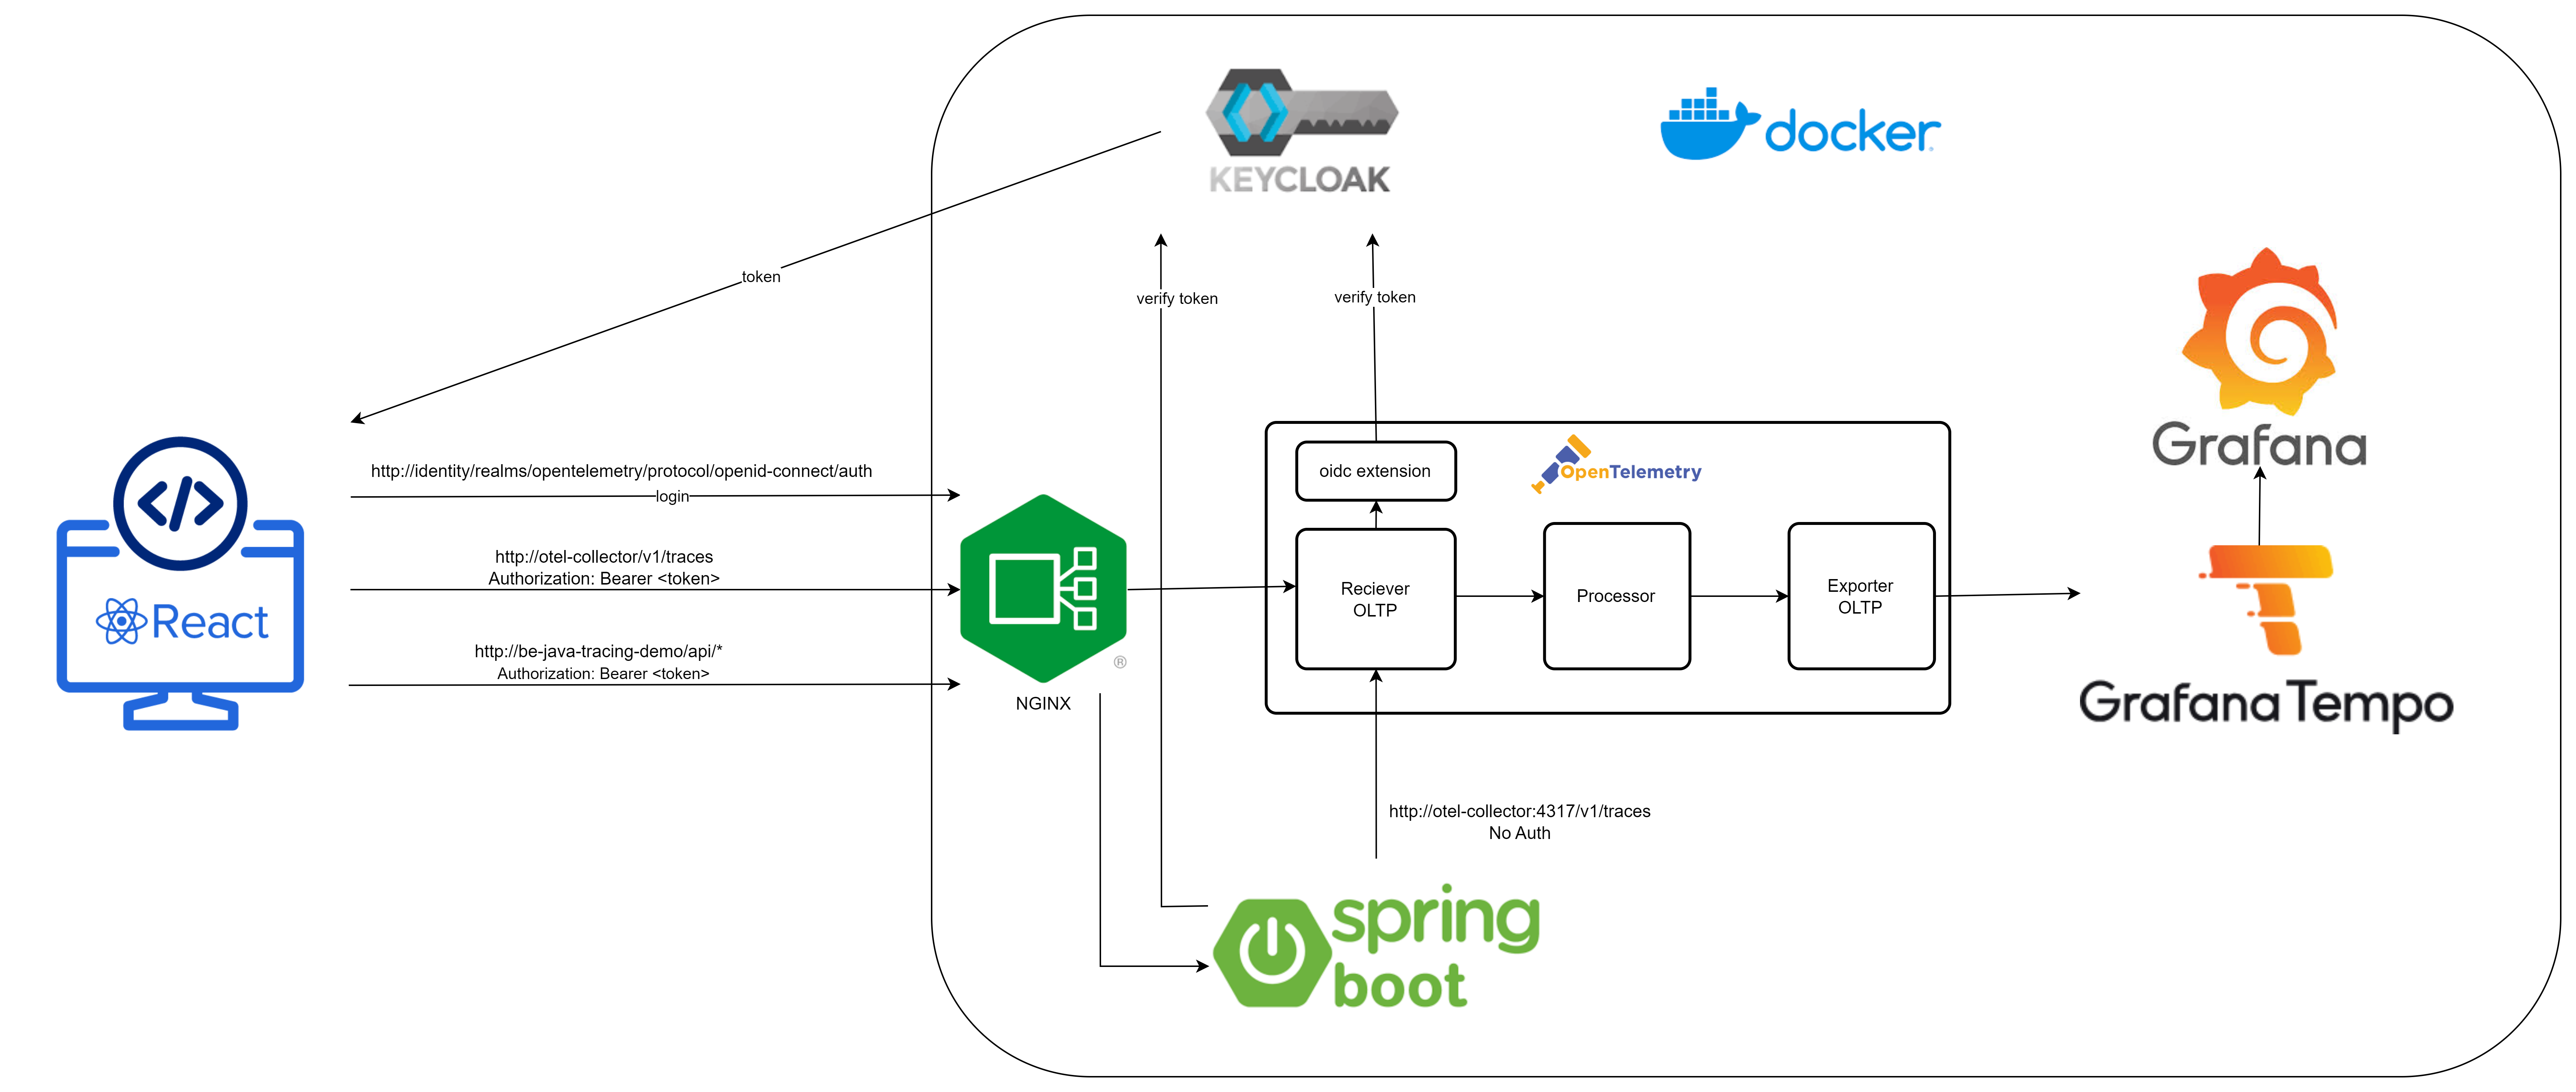 KEYCLOAK
docker
token
verify token
verify token
Grafana
http://identity/realms/opentelemetry/protocol/openid-connect/auth
login
oidc extension
OpenTelemetry
http://otel-collector/v1/traces
Authorization: Bearer <token>
React
Reciever
OLTP
Processor
Exporter
OLTP
http://be-java-tracing-demo/api/*
Authorization: Bearer <token>
®
NGINX
Grafana Tempo
http://otel-collector:4317/v1/traces
No Auth
spring
boot